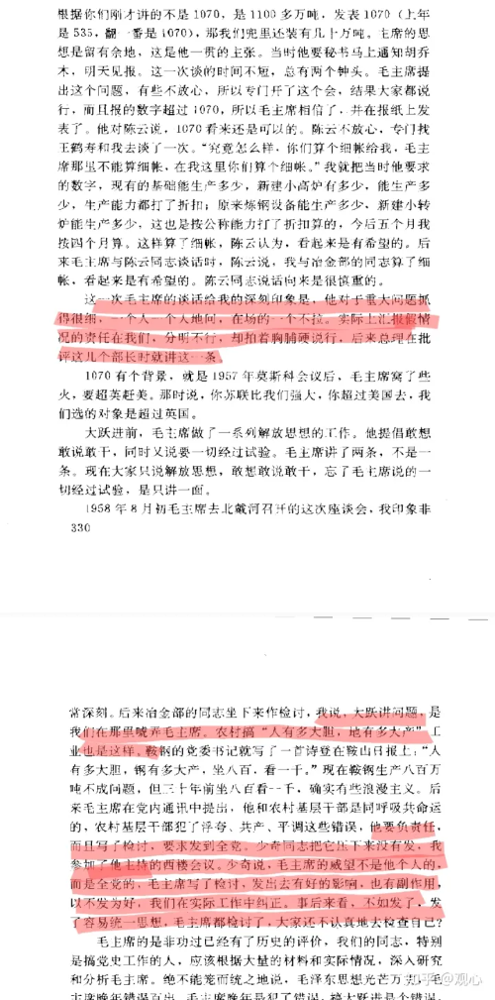 根据你们刚才讲的不是1070，是1100多万吨，发表1070（上年
是535，翻一番是1070），那我们兜里还装有几十万吨。主席的思
想是留有余地，这是他一贯的主张。当时他要秘书马上通知胡乔
木，明天见报。这一次谈的时间不短，总有两个钟头。毛主席提
出这个问题，有些不放心，所以专门开了这个会，结果大家都说
行，而且报的数字超过1070，所以毛主席相信了，并在报纸上发
表了。他对陈云说，1070看来还是可以的。陈云不放心，专门找
王鹤寿和我去谈了一次。“究竟怎么样，你们算个细帐给我，毛主
席那里不能算细帐，在我这里你们算个细帐。”我就把当时他要求
的数字，现有的基础能生产多少，新建小高炉有多少，能生产多
少，生产能力都打了折扣；原来炼钢设备能生产多少，新建小转
炉能生产多少，这也是按公称能力打了折扣算的，今后五个月我
按四个月算。这样算了细帐，陈云认为，看起来是有希望的。后
来毛主席与陈云同志谈话时，陈云说，我与冶金部的同志算了细
帐，看起来是有希望的。陈云同志说话向来是很慎重的。
这一次毛主席的谈话给我的深刻印象是，他对于重大问题抓
得很细，一个人一个人地问，在场的一个不拉。实际上汇报假情
况的责任在我们，分明不行，却拍着胸脯硬说行，后来总理在批
评这几个部长时就讲这一条。
1070有个背景，就是1957年莫斯科会议后，毛主席窝了些
火，要超英赶美。那时说，你苏联比我们强大，你超过美国去，我
们选的对象是超过英国。
大跃进前，毛主席做了一系列解放思想的工作。他提倡敢想
敢说敢干，同时又说要一切经过试验。毛主席讲了两条，不是一
条。现在大家只说解放思想，敢想敢说敢干，忘了毛主席说的一
切经过试验，是只讲一面。
1958年8月初毛主席去北戴河召开的这次座谈会，我印象非
330
常深刻。后来冶金部的同志坐下来作检讨，我说，大跃进问题，是
我们在那里唬弄毛主席。农村搞“人有多大胆，地有多大产”工
业也是这样。鞍钢的党委书记就写了一首诗登在鞍山日报上：“人
有多大胆，钢有多大产，坐八百，看一千。”现在鞍钢生产八百万
吨不成问题，但三十年前坐八百看一千，确实有些浪漫主义。后
来毛主席在党内通讯中提出，他和农村基层干部是同呼吸共命运
的，农村基层干部犯了浮夸、共产、平调这些错误，他要负责任，
而且写了检讨，要求发到全党。少奇同志把它压下来没有发，我
参加了他主持的西楼会议。少奇说，毛主席的威望不是他个人的，
而是全党的，毛主席写了检讨，发出去有好的影响，也有副作用，
以不发为好，我们在实际工作中纠正。事后来看，不如发了，发
了容易统一思想，毛主席都检讨了，大家还不认真地去检查自己？
毛主席的是非功过已经有了历史的评价，我们的同志，特别
是搞党史工作的人，应该根据大量的材料和实际情况，深入研究
和分析毛主席。绝不能笼而统之地说，毛泽东思想光芒万丈，毛
主席晚年错误百出，毛主席晚年是犯了错误，搞大跃进是个错误，
知乎 @观心